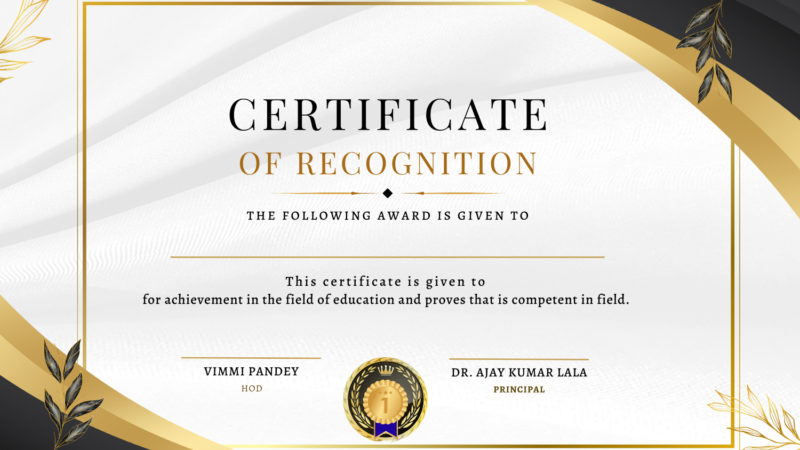 CERTIFICATE
OF RECOGNITION
THE FOLLOWING AWARD IS GIVEN TO
This certificate is given to
for achievement in the field of education and proves that is competent in field.
VIMMI PANDEY
HOD
DR. AJAY KUMAR LALA
PRINCIPAL
1